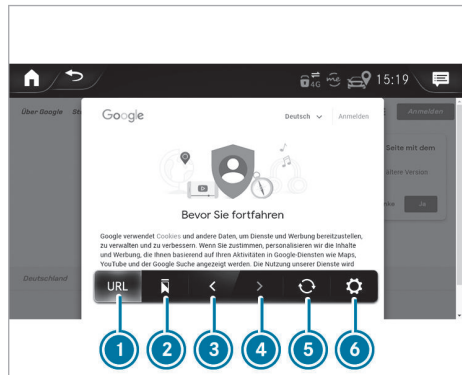 4G me 15:19
Über Google
Anmelden
Google Deutsch Anmelden
Seite mit dem
ältere Version
Ja
Bevor Sie fortfahren
Google verwendet Cookies und andere Daten, um Dienste und Werbung bereitzustellen,
zu verwalten und zu verbessern. Wenn Sie zustimmen, personalisieren wir die Inhalte
und Werbung, die Ihnen basierend auf Ihren Aktivitäten in Google-Diensten wie Maps,
YouTube und der Google Suche angezeigt werden. Die Nutzung unserer Dienste wird
Deutschland
URL
1 2 3 4 5 6